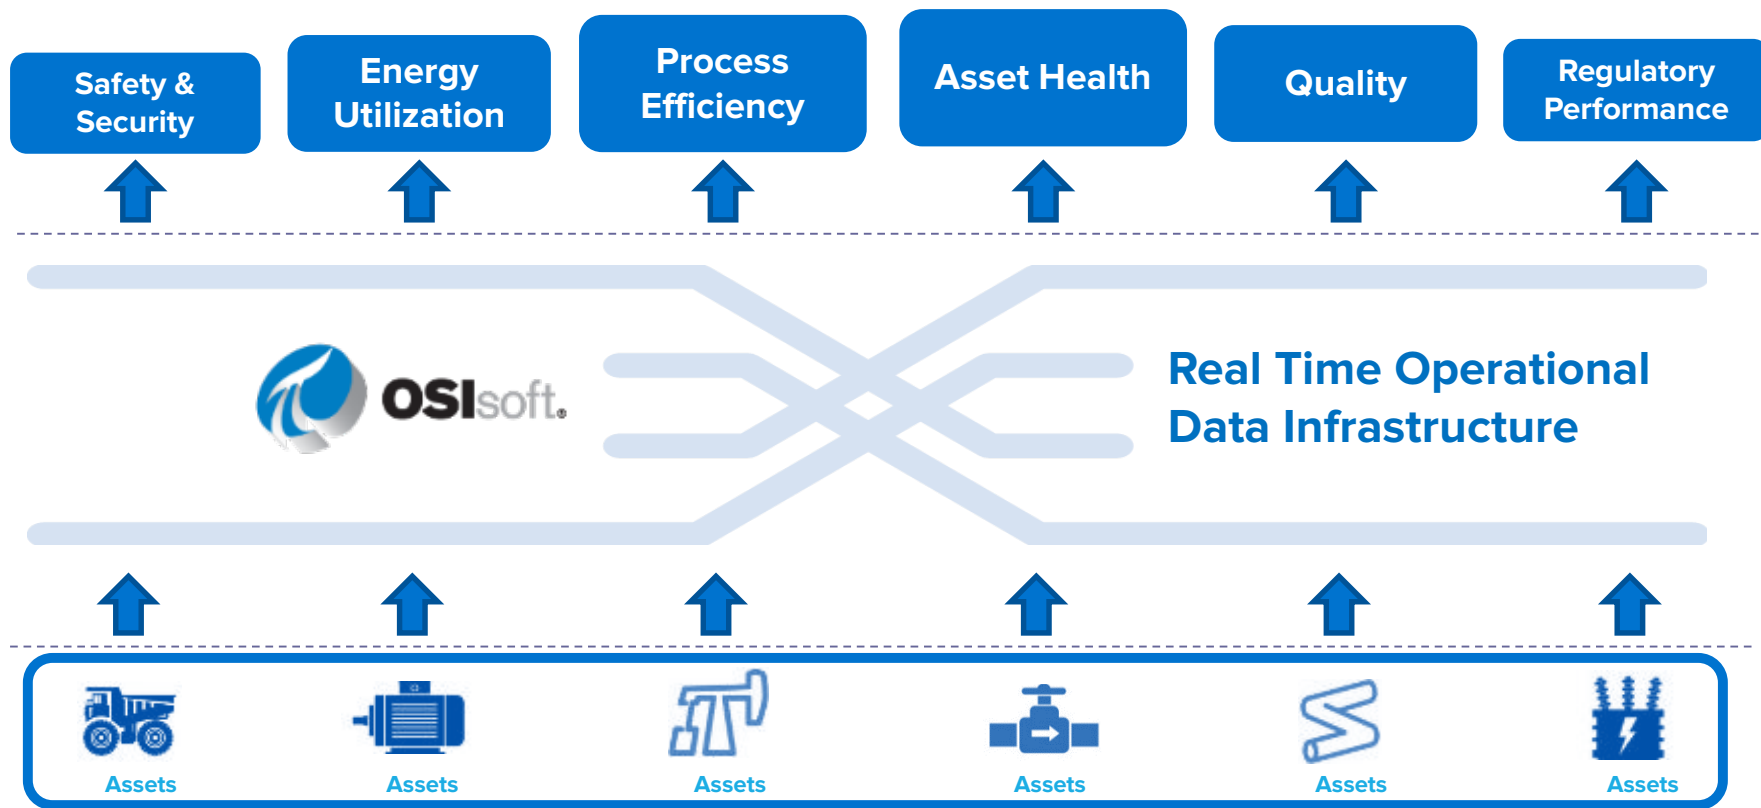 Safety &
Security
Energy
Utilization
Process
Efficiency
Asset Health
Quality
Regulatory
Performance
OSIsoft®
Real Time Operational
Data Infrastructure
Assets
Assets
Assets
Assets
Assets
Assets